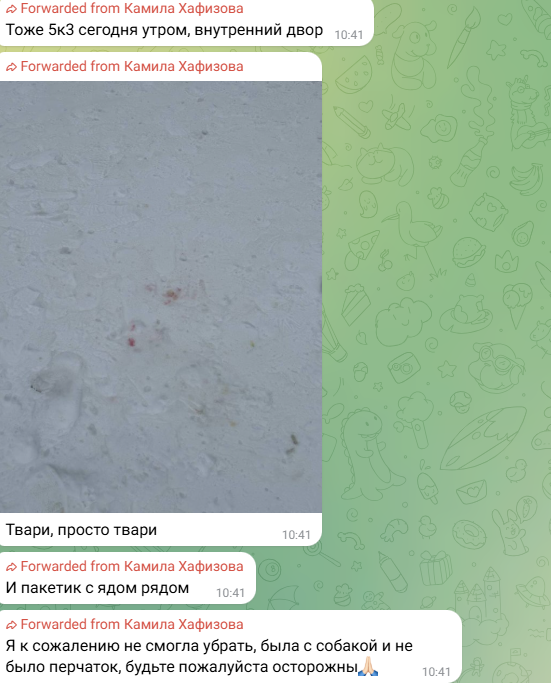 Forwarded from Камила Хафизова
Тоже 5к3 сегодня утром, внутренний двор 10:41
Forwarded from Камила Хафизова
Твари, просто твари 10:41
Forwarded from Камила Хафизова
И пакетик с ядом рядом 10:41
Forwarded from Камила Хафизова
Я к сожалению не смогла убрать, была с собакой и не
было перчаток, будьте пожалуйста осторожны🙏🏻 10:41